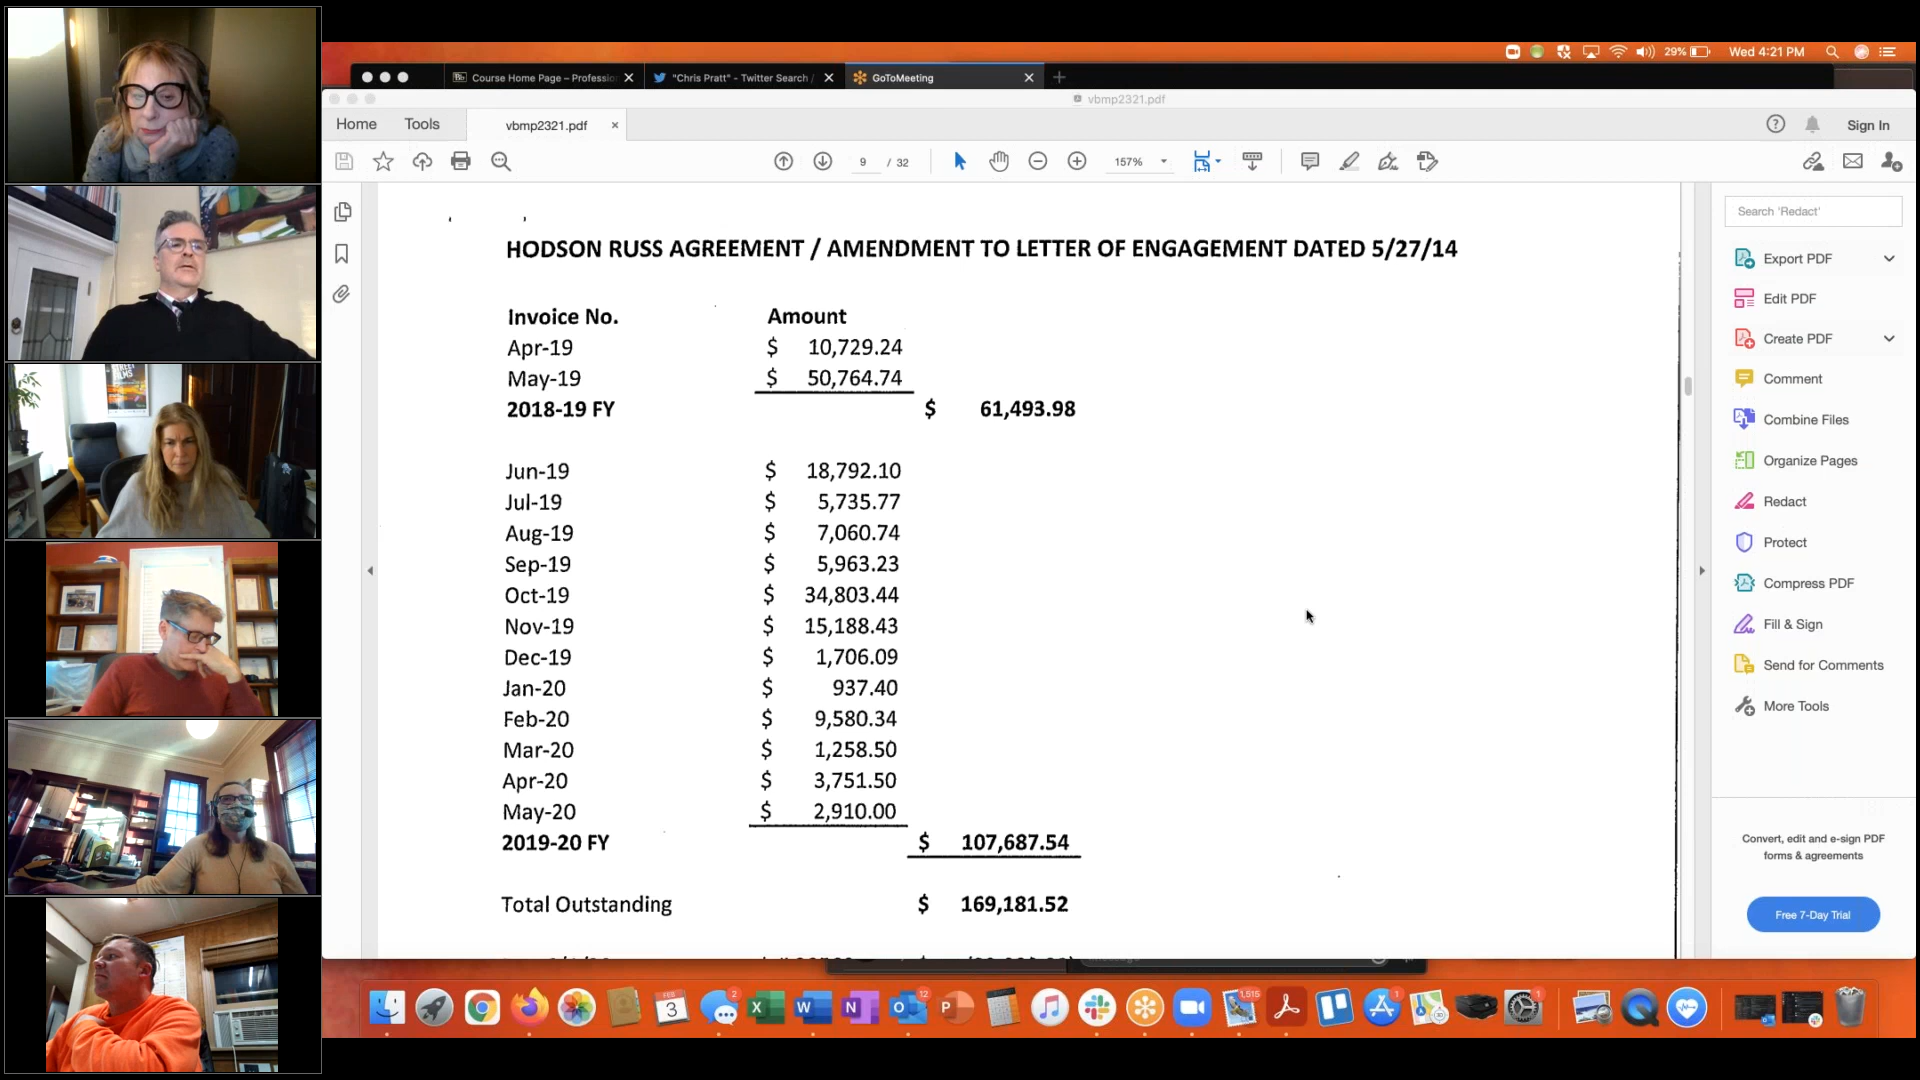 29% Wed 4:21 PM
Course Home Page – Professio
"Chris Pratt" - Twitter Search /
GoToMeeting
vbmp2321.pdf
Home Tools vbmp2321.pdf Sign In
9 / 32 157%
Search 'Redact'
HODSON RUSS AGREEMENT / AMENDMENT TO LETTER OF ENGAGEMENT DATED 5/27/14
Invoice No. Amount
Apr-19 $ 10,729.24
May-19 $ 50,764.74
2018-19 FY $ 61,493.98
Jun-19 $ 18,792.10
Jul-19 $ 5,735.77
Aug-19 $ 7,060.74
Sep-19 $ 5,963.23
Oct-19 $ 34,803.44
Nov-19 $ 15,188.43
Dec-19 $ 1,706.09
Jan-20 $ 937.40
Feb-20 $ 9,580.34
Mar-20 $ 1,258.50
Apr-20 $ 3,751.50
May-20 $ 2,910.00
2019-20 FY $ 107,687.54
Total Outstanding $ 169,181.52
Export PDF
Edit PDF
Create PDF
Comment
Combine Files
Organize Pages
Redact
Protect
Compress PDF
Fill & Sign
Send for Comments
More Tools
Convert, edit and e-sign PDF
forms & agreements
Free 7-Day Trial
FEB
3
2
12
1,515
1
1